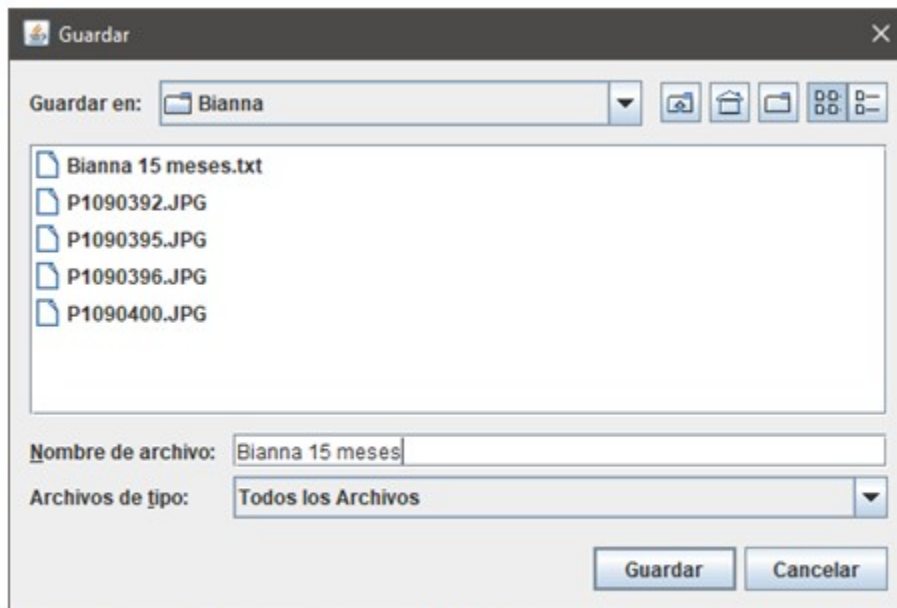 Guardar
Guardar en: Bianna
Bianna 15 meses.txt
P1090392.JPG
P1090395.JPG
P1090396.JPG
P1090400.JPG
Nombre de archivo: Bianna 15 meses
Archivos de tipo: Todos los Archivos
Guardar Cancelar